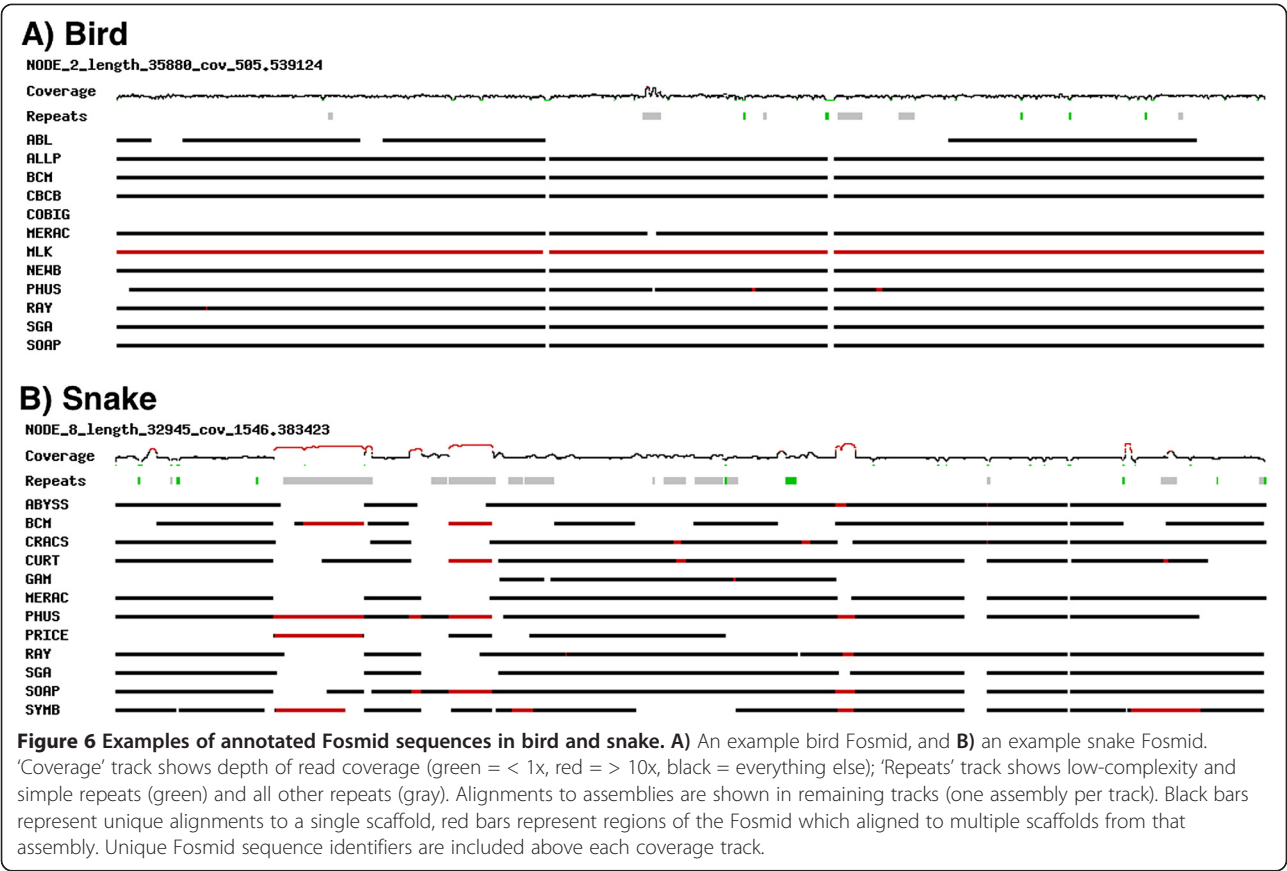 A) Bird
NODE_2_length_35880_cov_505.539124
Coverage
Repeats
ABL
ALLP
BCM
CBCB
COBIG
MERAC
MLK
NEWB
PHUS
RAY
SGA
SOAP
B) Snake
NODE_8_length_32945_cov_1546.383423
Coverage
Repeats
ABYSS
BCM
CRACS
CURT
GAM
MERAC
PHUS
PRICE
RAY
SGA
SOAP
SYMB
Figure 6 Examples of annotated Fosmid sequences in bird and snake. A) An example bird Fosmid, and B) an example snake Fosmid.
'Coverage' track shows depth of read coverage (green = < 1x, red = > 10x, black = everything else); 'Repeats' track shows low-complexity and
simple repeats (green) and all other repeats (gray). Alignments to assemblies are shown in remaining tracks (one assembly per track). Black bars
represent unique alignments to a single scaffold, red bars represent regions of the Fosmid which aligned to multiple scaffolds from that
assembly. Unique Fosmid sequence identifiers are included above each coverage track.